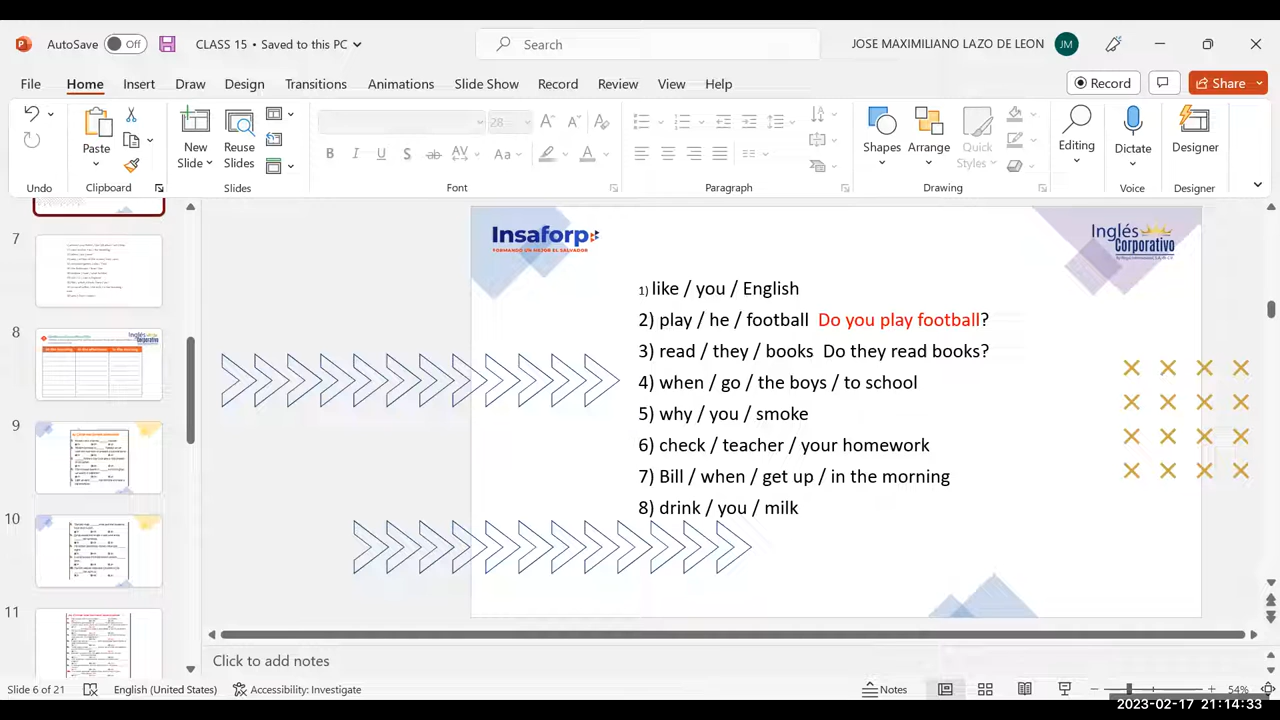 AutoSave Off CLASS 15 • Saved to this PC Search JOSE MAXIMILIANO LAZO DE LEON JM
File Home Insert Draw Design Transitions Animations Slide Show Record Review View Help Record Share
Paste New Slide Reuse Slides Shapes Arrange Quick Styles Editing Dictate Designer
Undo Clipboard Slides Font Paragraph Drawing Voice Designer
Insaforp
FORMANDO UN MEJOR EL SALVADOR
Inglés
Corporativo
1) like / you / English
2) play / he / football Do you play football?
3) read / they / books Do they read books?
4) when / go / the boys / to school
5) why / you / smoke
6) check / teacher / your homework
7) Bill / when / get up / in the morning
8) drink / you / milk
7
8
9
10
11
Click to add notes
Slide 6 of 21 English (United States) Accessibility: Investigate Notes 54%
2023-02-17 21:14:33